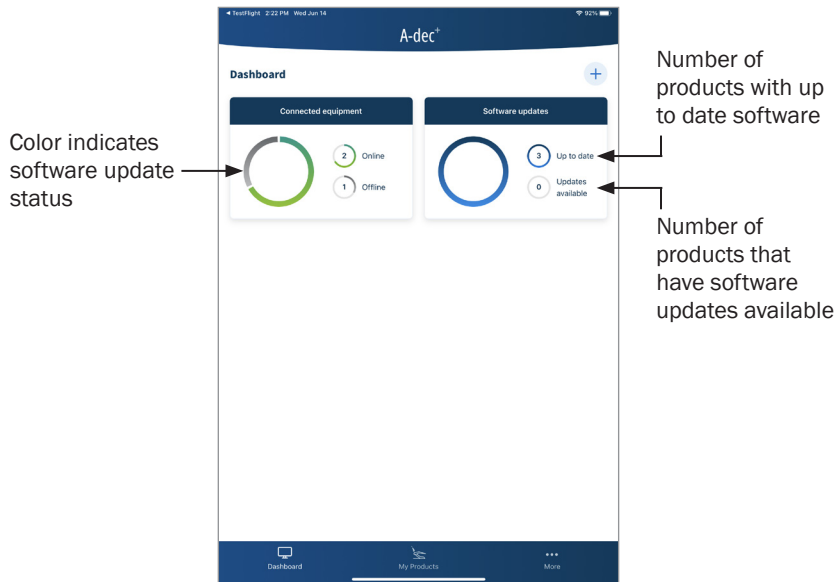 ◄ TestFlight 2:22 PM Wed Jun 14
92%
A-dec+
Dashboard
+
Connected equipment
2 Online
1 Offline
Software updates
3 Up to date
0 Updates
available
Color indicates
software update
status
Number of
products with up
to date software
Number of
products that
have software
updates available
Dashboard
My Products
More